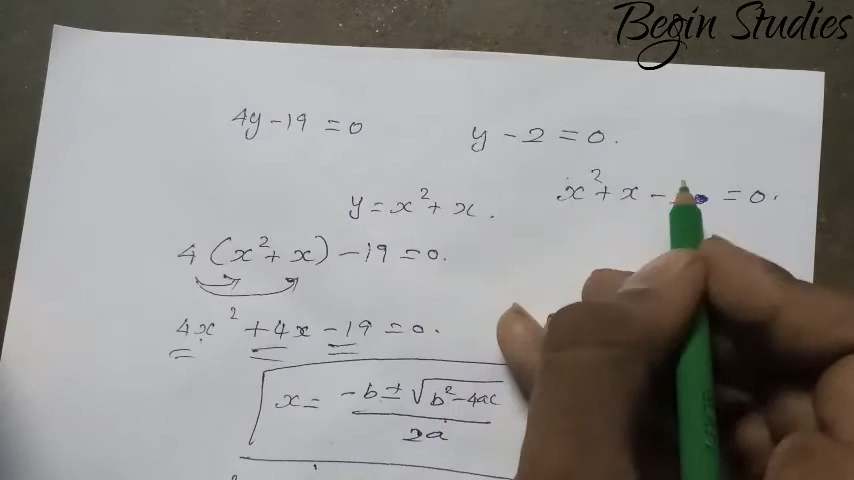 Begin Studies
4y - 19 = 0
y - 2 = 0.
y = x² + x.
x² + x - = 0.
4 (x² + x) - 19 = 0.
4x² + 4x - 19 = 0.
x = -b ± √b² - 4ac / 2a